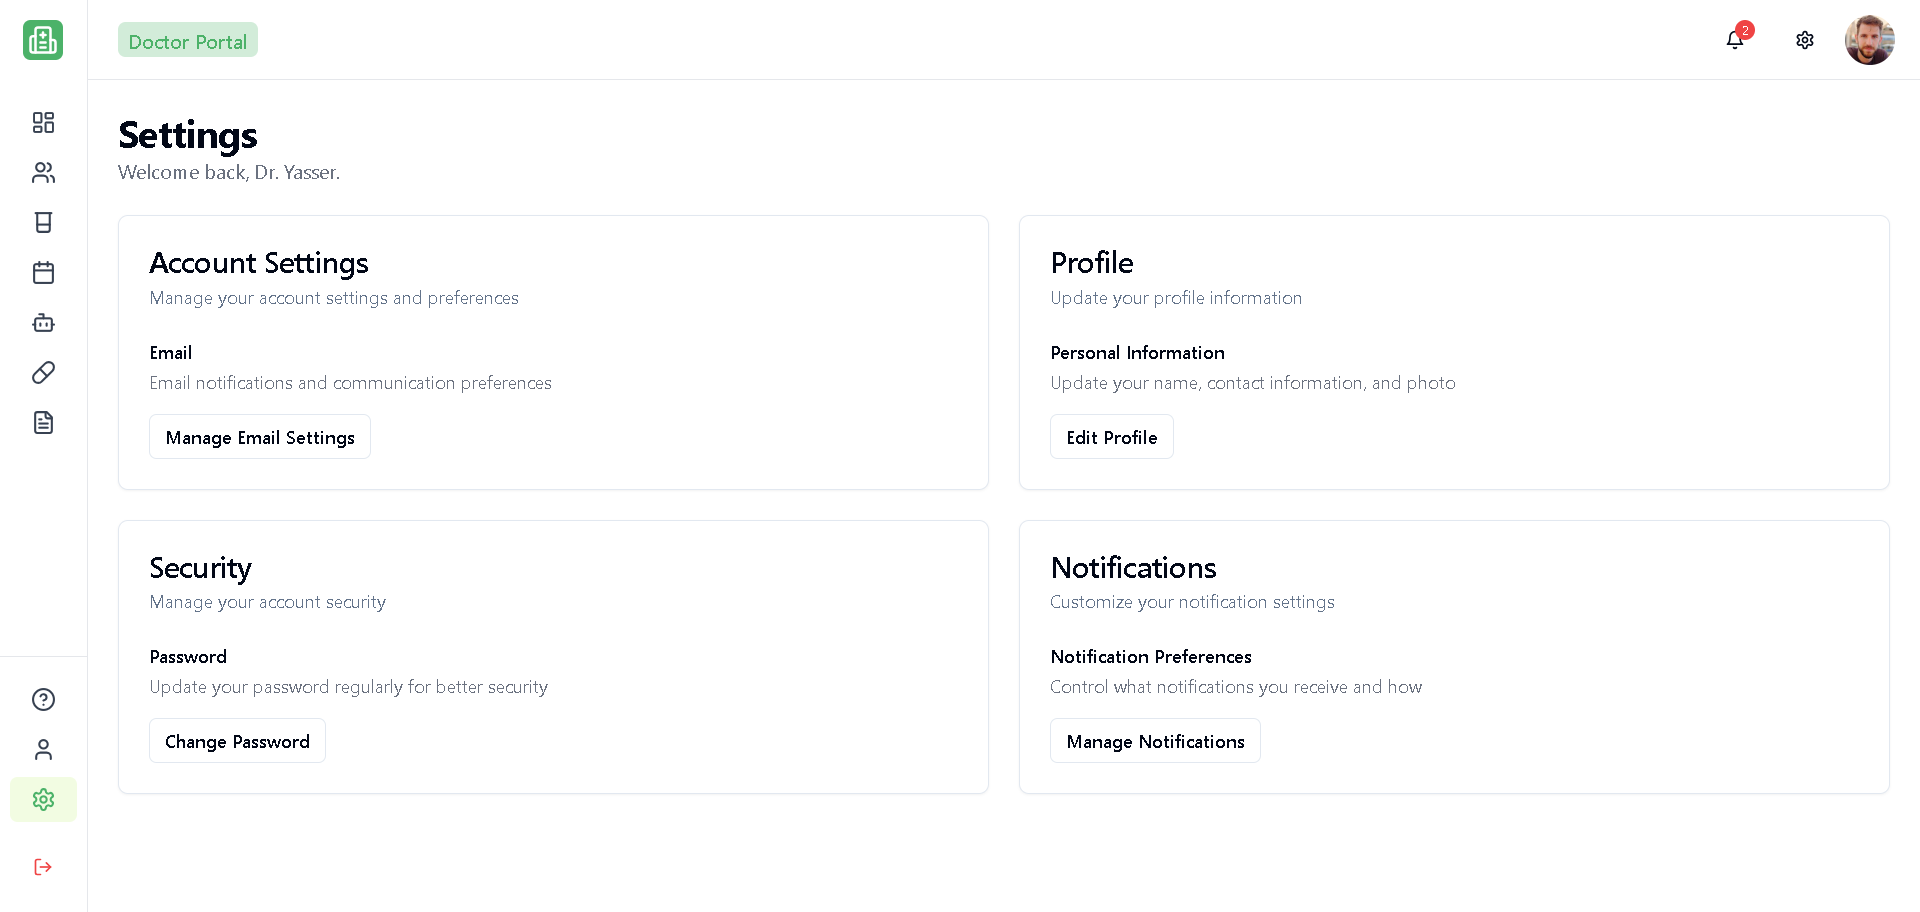 Doctor Portal
2
Settings
Welcome back, Dr. Yasser.
Account Settings
Manage your account settings and preferences
Email
Email notifications and communication preferences
Manage Email Settings
Profile
Update your profile information
Personal Information
Update your name, contact information, and photo
Edit Profile
Security
Manage your account security
Password
Update your password regularly for better security
Change Password
Notifications
Customize your notification settings
Notification Preferences
Control what notifications you receive and how
Manage Notifications